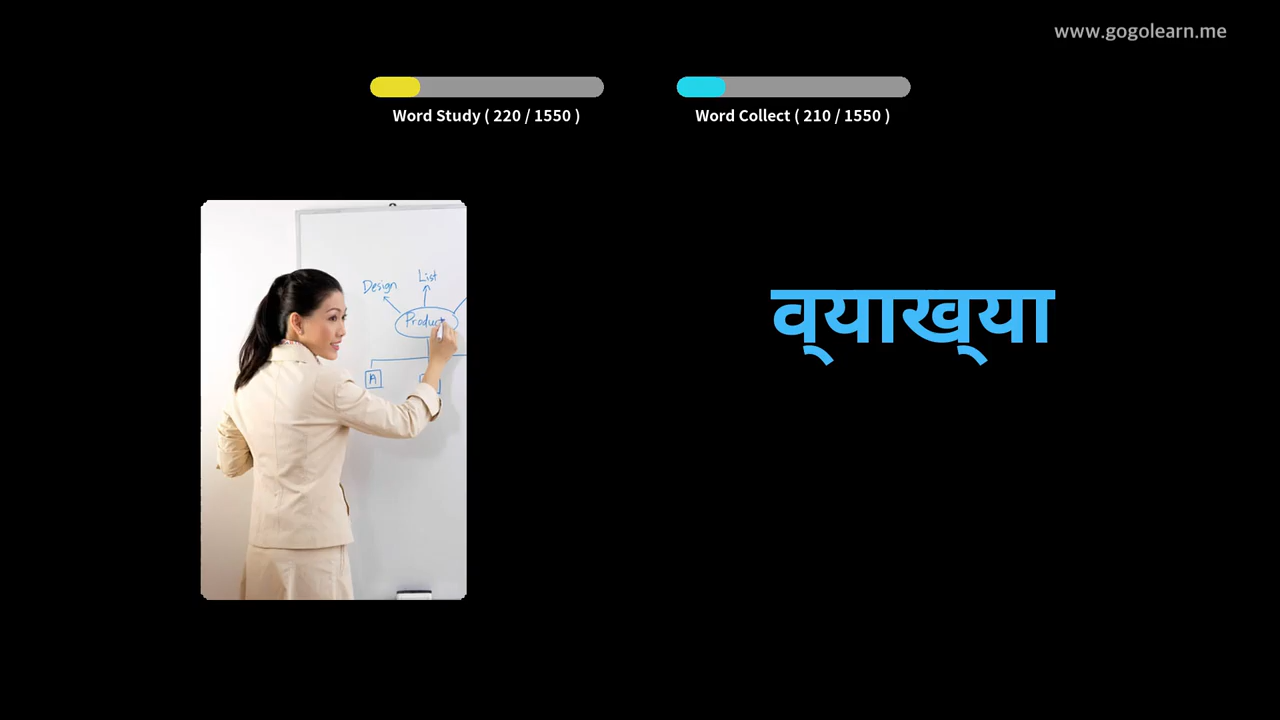 www.gogolearn.me
Word Study ( 220 / 1550 )
Word Collect ( 210 / 1550 )
List
Design
Product
A
व्याख्या